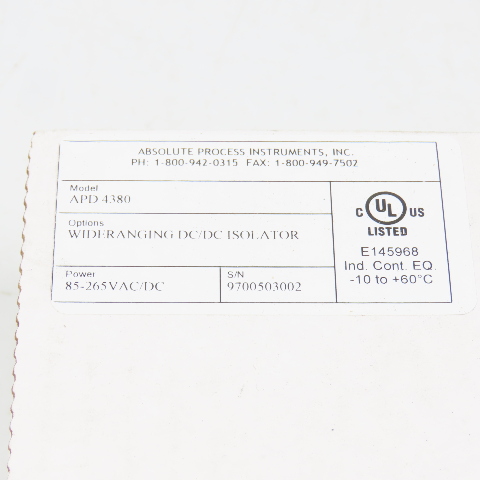 ABSOLUTE PROCESS INSTRUMENTS, INC.
PH: 1-800-942-0315 FAX: 1-800-949-7502
Model
APD 4380
Options
WIDERANGING DC/DC ISOLATOR
Power
85-265VAC/DC
S/N
9700503002
C UL US
LISTED
E145968
Ind. Cont. EQ.
-10 to +60°C